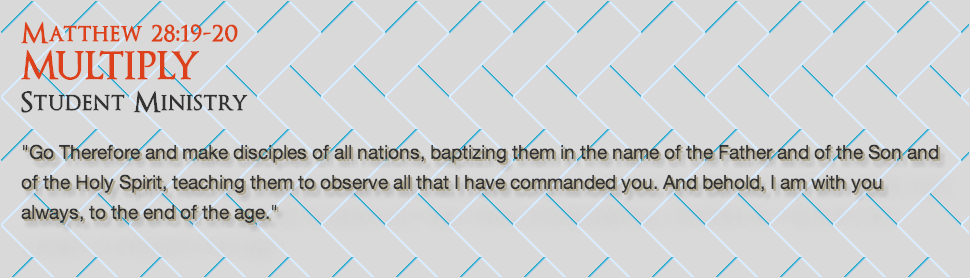 Matthew 28:19-20
MULTIPLY
Student Ministry
"Go Therefore and make disciples of all nations, baptizing them in the name of the Father and of the Son and
of the Holy Spirit, teaching them to observe all that I have commanded you. And behold, I am with you
always, to the end of the age."